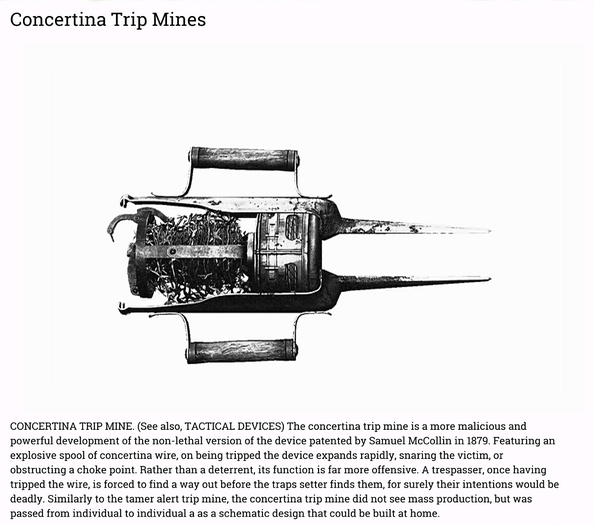 Concertina Trip Mines
CONCERTINA TRIP MINE. (See also, TACTICAL DEVICES) The concertina trip mine is a more malicious and
powerful development of the non-lethal version of the device patented by Samuel McCollin in 1879. Featuring an
explosive spool of concertina wire, on being tripped the device expands rapidly, snaring the victim, or
obstructing a choke point. Rather than a deterrent, its function is far more offensive. A trespasser, once having
tripped the wire, is forced to find a way out before the traps setter finds them, for surely their intentions would be
deadly. Similarly to the tamer alert trip mine, the concertina trip mine did not see mass production, but was
passed from individual to individual a as a schematic design that could be built at home.